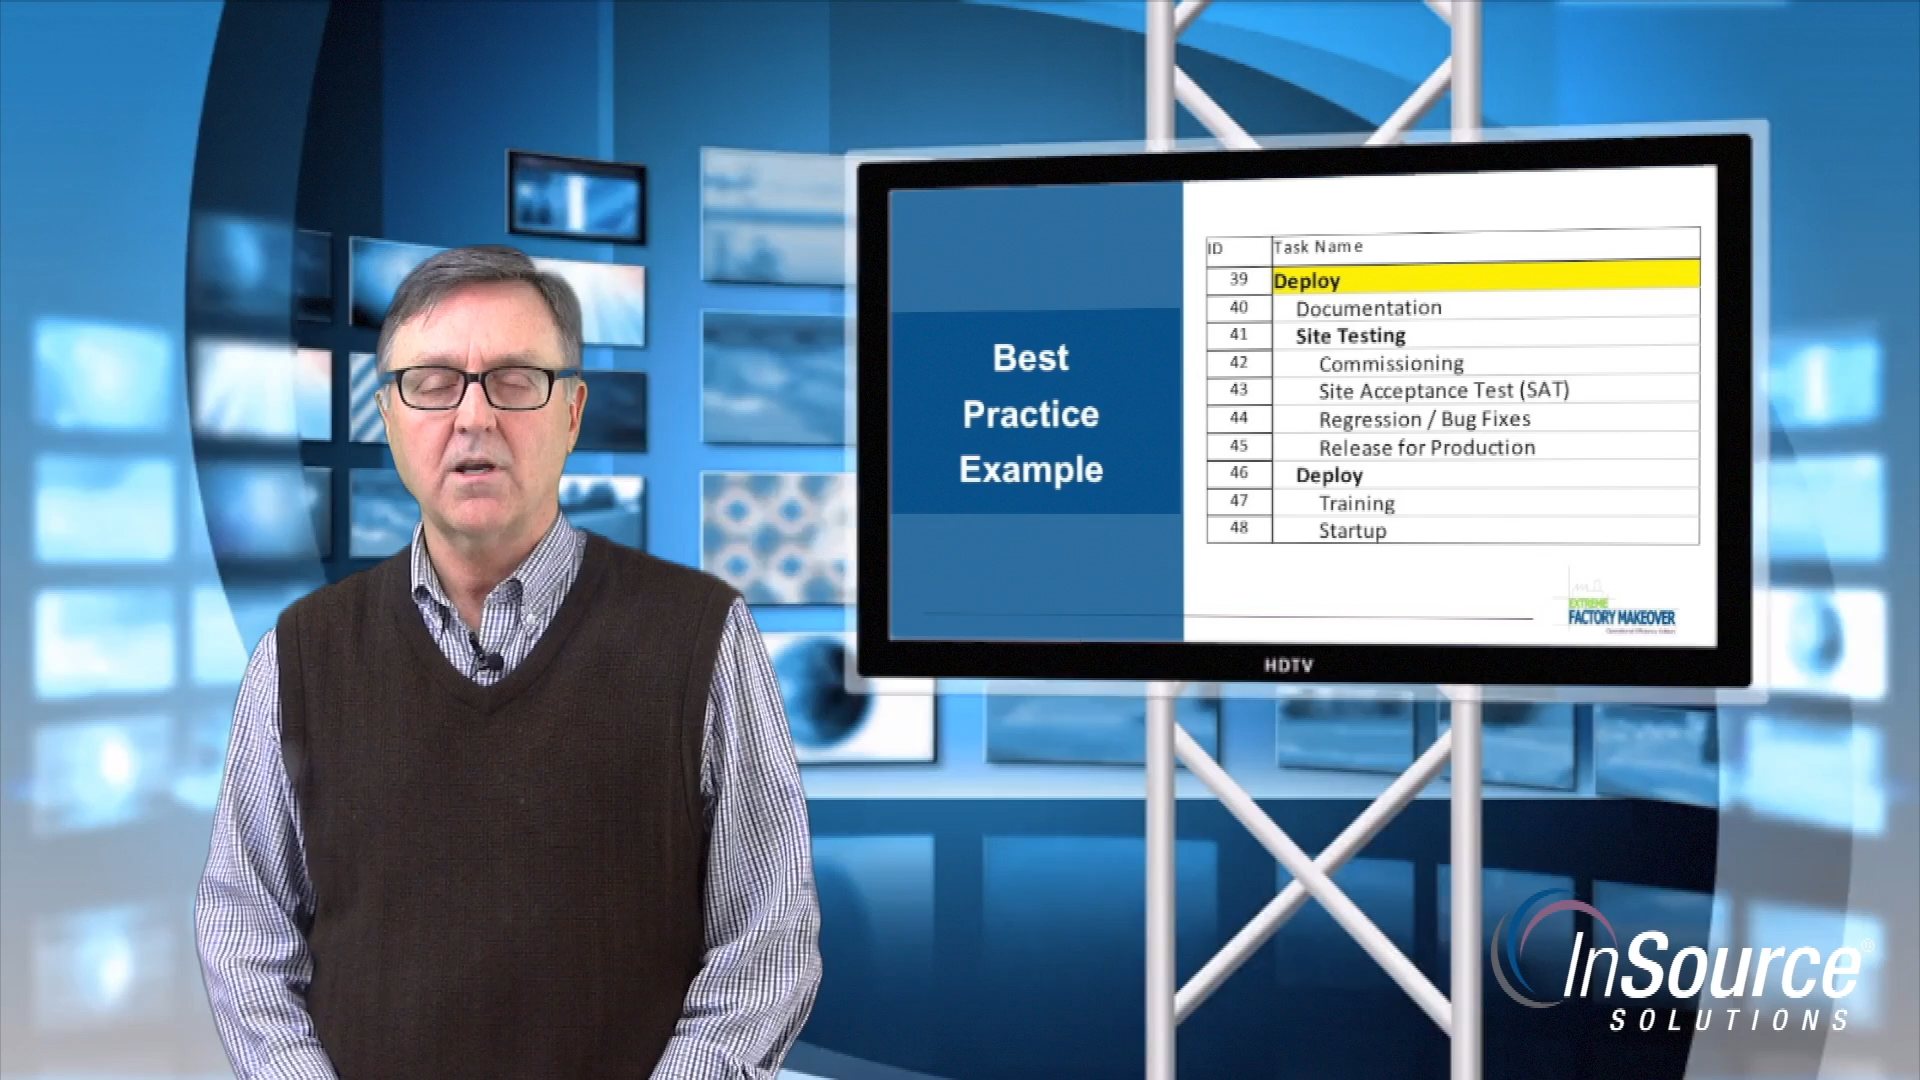 Best
Practice
Example
ID Task Name
39 Deploy
40 Documentation
41 Site Testing
42 Commissioning
43 Site Acceptance Test (SAT)
44 Regression / Bug Fixes
45 Release for Production
46 Deploy
47 Training
48 Startup
EXTREME
FACTORY MAKEOVER
HDTV
InSource®
SOLUTIONS